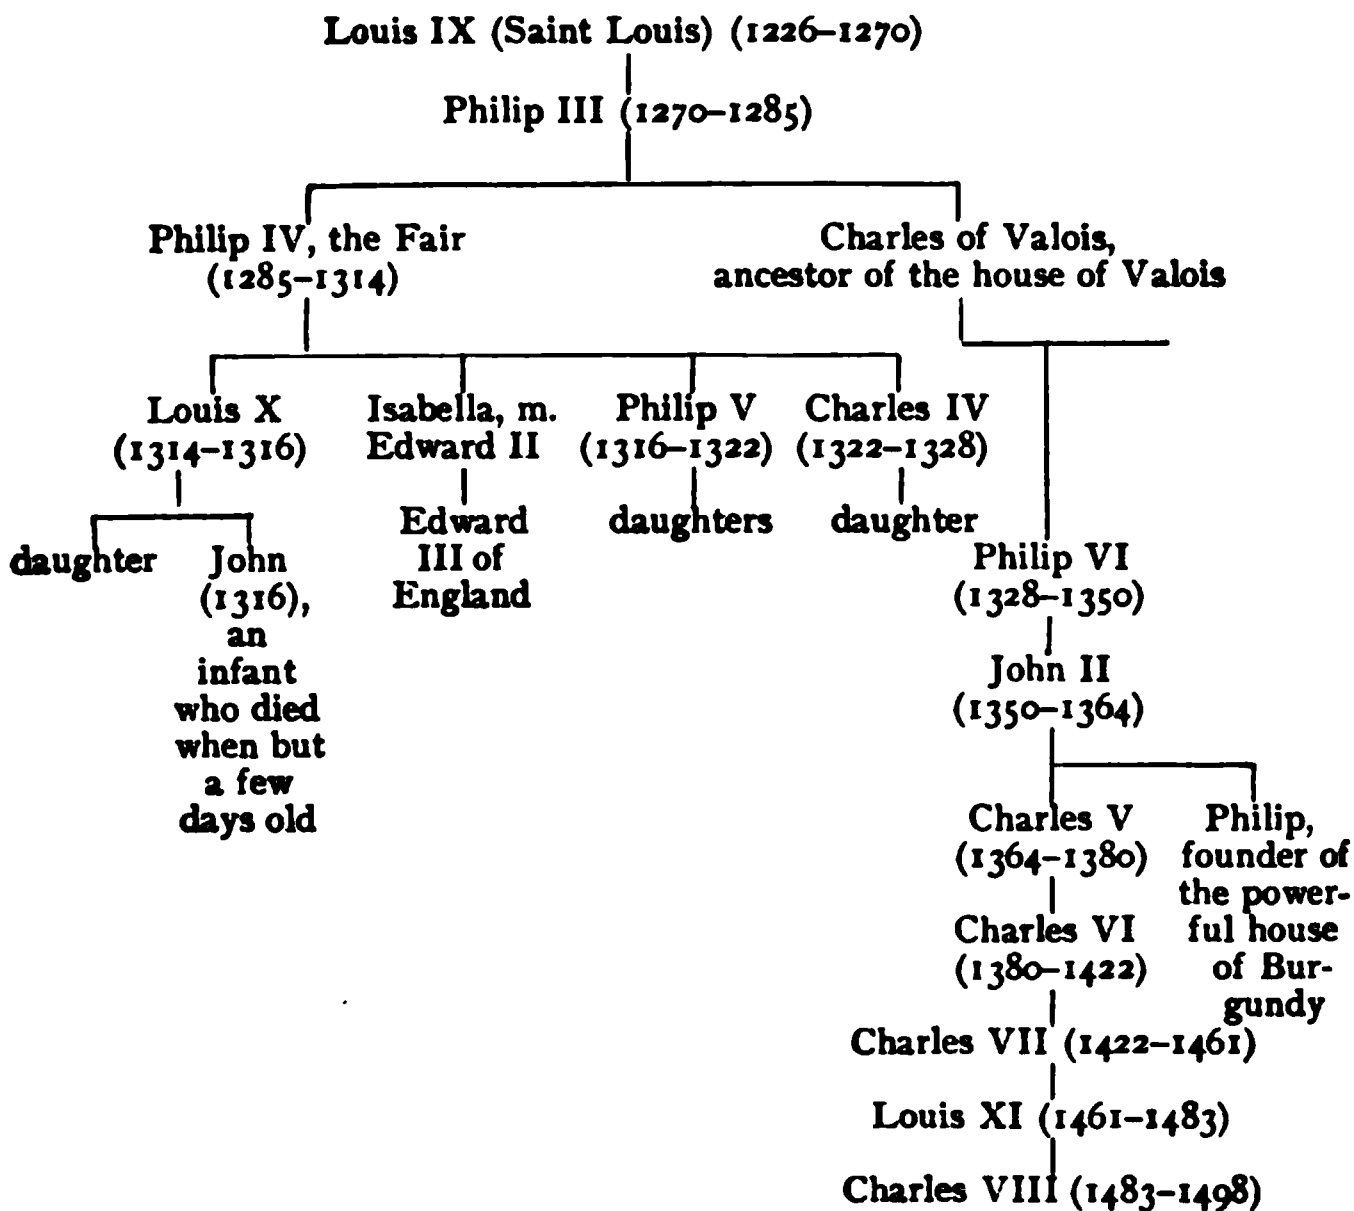 Louis IX (Saint Louis) (1226–1270)
Philip III (1270–1285)
Philip IV, the Fair
(1285–1314)
Charles of Valois,
ancestor of the house of Valois
Louis X
(1314–1316)
Isabella, m.
Edward II
Philip V
(1316–1322)
Charles IV
(1322–1328)
daughter
John
(1316),
an
infant
who died
when but
a few
days old
Edward
III of
England
daughters
daughter
Philip VI
(1328–1350)
John II
(1350–1364)
Charles V
(1364–1380)
Philip,
founder of
the power-
ful house
of Bur-
gundy
Charles VI
(1380–1422)
Charles VII (1422–1461)
Louis XI (1461–1483)
Charles VIII (1483–1498)